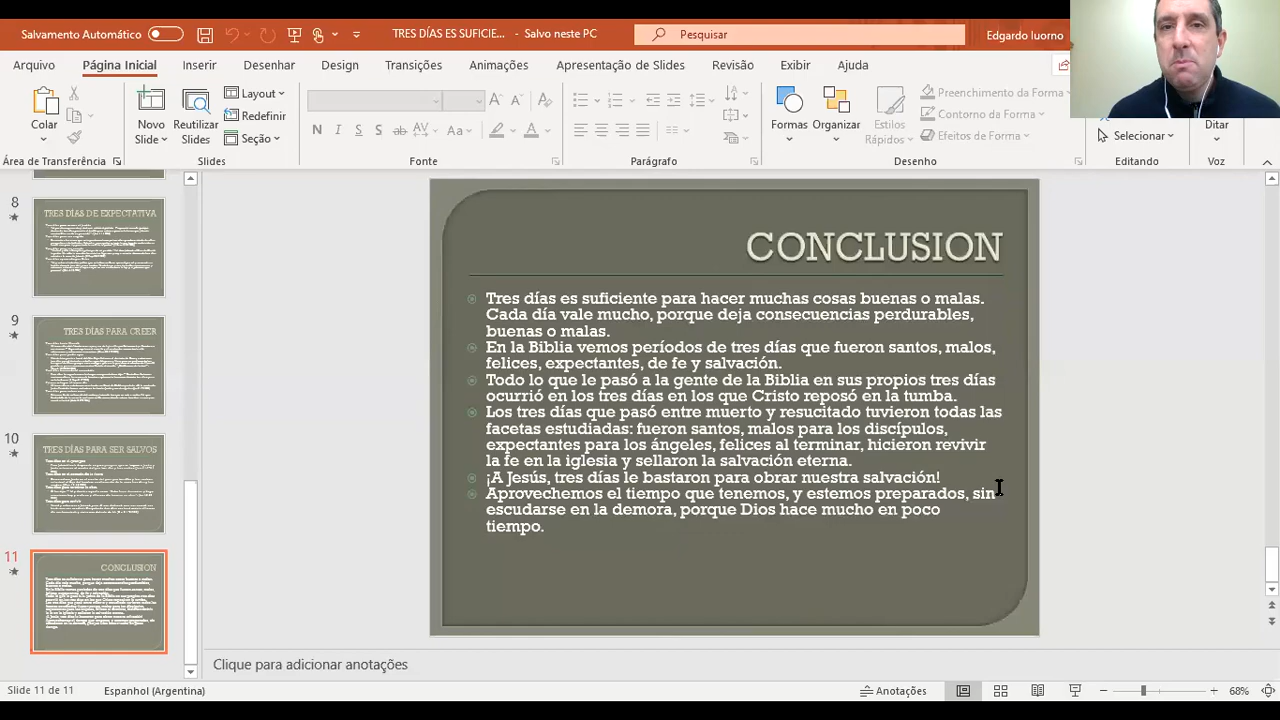 Salvamento Automático
TRES DÍAS ES SUFICIE... - Salvo neste PC
Pesquisar
Edgardo Iuorno
Arquivo
Página Inicial
Inserir
Desenhar
Design
Transições
Animações
Apresentação de Slides
Revisão
Exibir
Ajuda
Colar
Novo Slide
Reutilizar Slides
Layout
Redefinir
Seção
N I S S ab AV Aa A
Formas
Organizar
Estilos Rápidos
Preenchimento da Forma
Contorno da Forma
Efeitos de Forma
Selecionar
Ditar
Área de Transferência
Slides
Fonte
Parágrafo
Desenho
Editando
Voz
8
TRES DÍAS DE EXPECTATIVA
9
TRES DÍAS PARA CREER
10
TRES DÍAS PARA SER SALVOS
11
CONCLUSION
CONCLUSION
Tres días es suficiente para hacer muchas cosas buenas o malas.
Cada día vale mucho, porque deja consecuencias perdurables,
buenas o malas.
En la Biblia vemos períodos de tres días que fueron santos, malos,
felices, expectantes, de fe y salvación.
Todo lo que le pasó a la gente de la Biblia en sus propios tres días
ocurrió en los tres días en los que Cristo reposó en la tumba.
Los tres días que pasó entre muerto y resucitado tuvieron todas las
facetas estudiadas: fueron santos, malos para los discípulos,
expectantes para los ángeles, felices al terminar, hicieron revivir
la fe en la iglesia y sellaron la salvación eterna.
¡A Jesús, tres días le bastaron para obrar nuestra salvación!
Aprovechemos el tiempo que tenemos, y estemos preparados, sin
escudarse en la demora, porque Dios hace mucho en poco
tiempo.
Clique para adicionar anotações
Slide 11 de 11
Espanhol (Argentina)
Anotações
68%